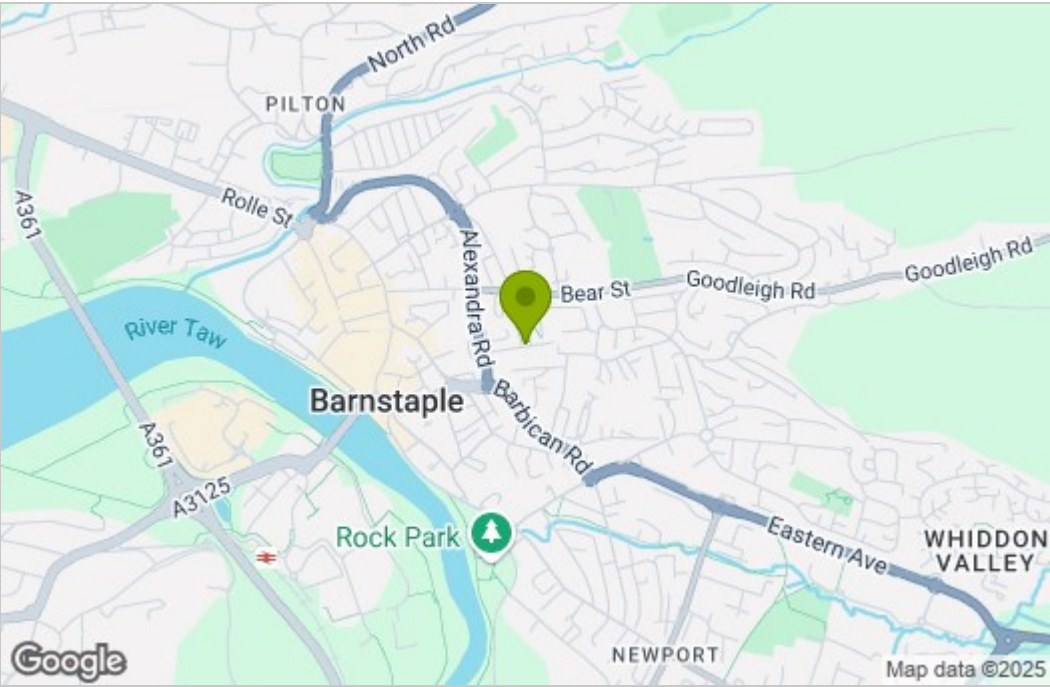 North Rd
PILTON
Rolle St
A361
Alexandra Rd
Bear St
Goodleigh Rd
Goodleigh Rd
River Taw
Barnstaple
Barbican Rd
A361
A3125
Rock Park
Eastern Ave
WHIDDON
VALLEY
NEWPORT
Google
Map data ©2025